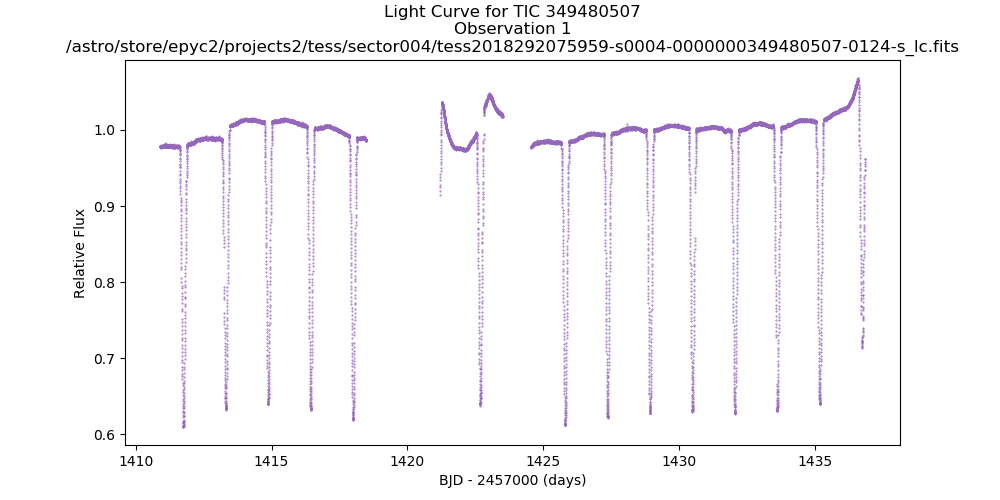 Light Curve for TIC 349480507
Observation 1
/astro/store/epyc2/projects2/tess/sector004/tess2018292075959-s0004-0000000349480507-0124-s_lc.fits
Relative Flux
1.0
0.9
0.8
0.7
0.6
1410 1415 1420 1425 1430 1435
BJD - 2457000 (days)